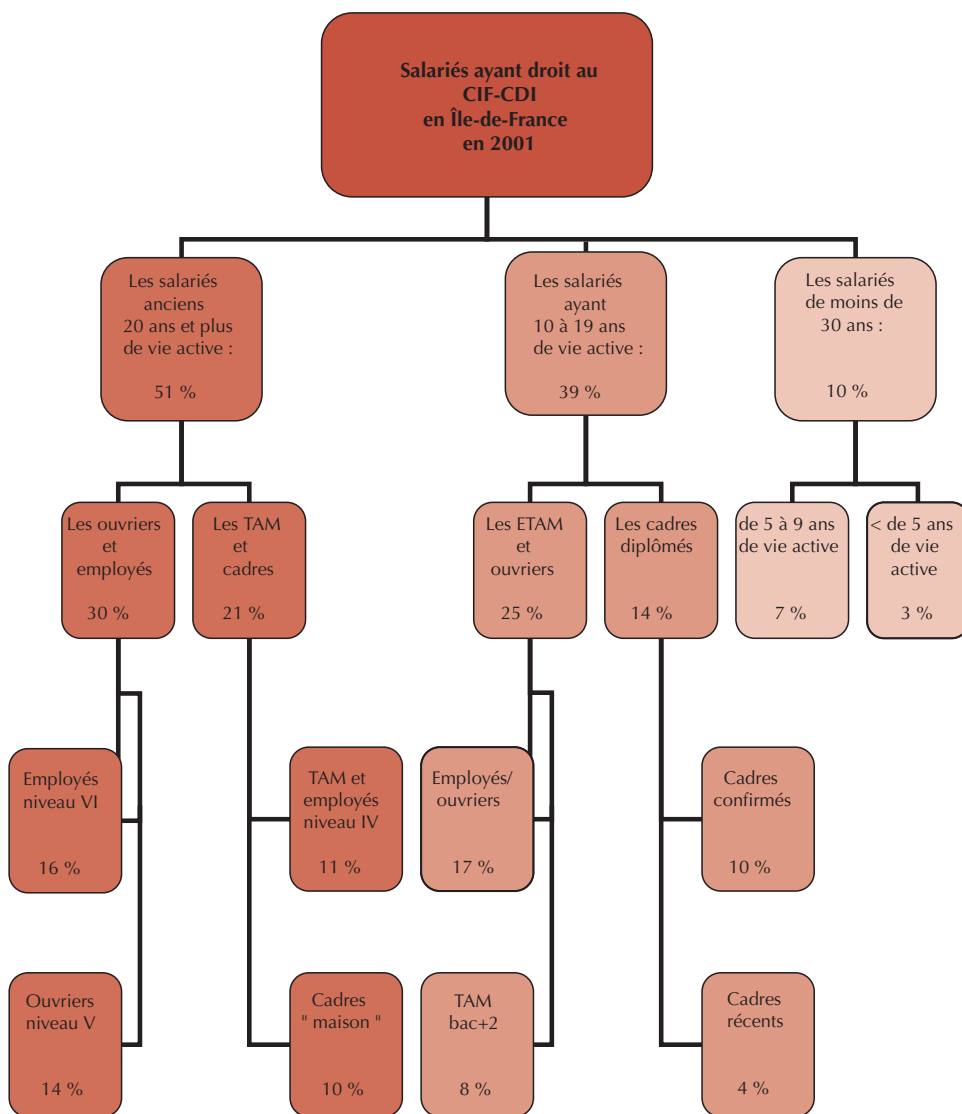 Salariés ayant droit au
CIF-CDI
en Île-de-France
en 2001
Les salariés
anciens
20 ans et plus
de vie active :
51 %
Les salariés
ayant
10 à 19 ans
de vie active :
39 %
Les salariés
de moins de
30 ans :
10 %
Les ouvriers
et
employés
30 %
Les TAM
et
cadres
21 %
Les ETAM
et
ouvriers
25 %
Les cadres
diplômés
14 %
de 5 à 9 ans
de vie active
7 %
< de 5 ans
de vie
active
3 %
Employés
niveau VI
16 %
TAM et
employés
niveau IV
11 %
Employés/
ouvriers
17 %
Cadres
confirmés
10 %
Ouvriers
niveau V
14 %
Cadres
" maison "
10 %
TAM
bac+2
8 %
Cadres
récents
4 %